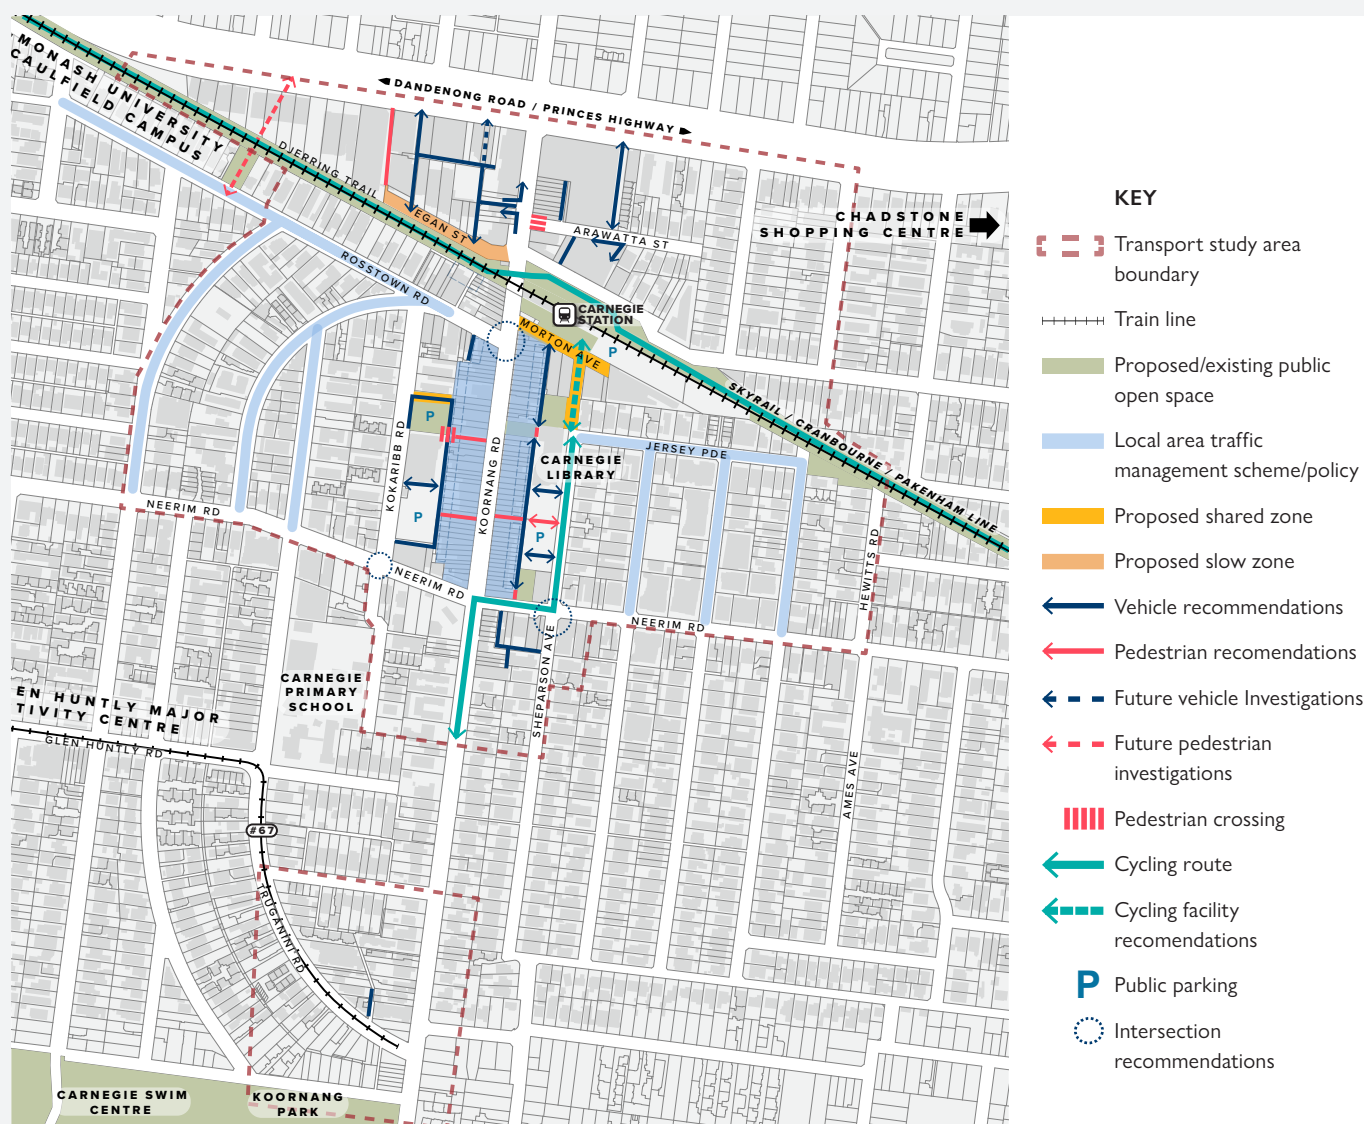 MONASH UNIVERSITY
CAULFIELD CAMPUS
DANDENONG ROAD / PRINCES HIGHWAY
DJERRING TRAIL
EGAN ST
ARAWATTA ST
CHADSTONE
SHOPPING CENTRE
ROSSTOWN RD
CARNEGIE
STATION
MORTON AVE
P
SKYRAIL / CRANBOURNE / PAKENHAM LINE
P
KOKARIBB RD
KOORNANG RD
JERSEY PDE
CARNEGIE
LIBRARY
P
P
NEERIM RD
NEERIM RD
NEERIM RD
HEWITTS RD
SHEPARSON AVE
CARNEGIE
PRIMARY
SCHOOL
EN HUNTLY MAJOR
TIVITY CENTRE
GLEN HUNTLY RD
AMES AVE
#67
TRUGANINI RD
CARNEGIE SWIM
CENTRE
KOORNANG
PARK
KEY
Transport study area
boundary
Train line
Proposed/existing public
open space
Local area traffic
management scheme/policy
Proposed shared zone
Proposed slow zone
Vehicle recommendations
Pedestrian recomendations
Future vehicle Investigations
Future pedestrian
investigations
Pedestrian crossing
Cycling route
Cycling facility
recomendations
P Public parking
Intersection
recommendations